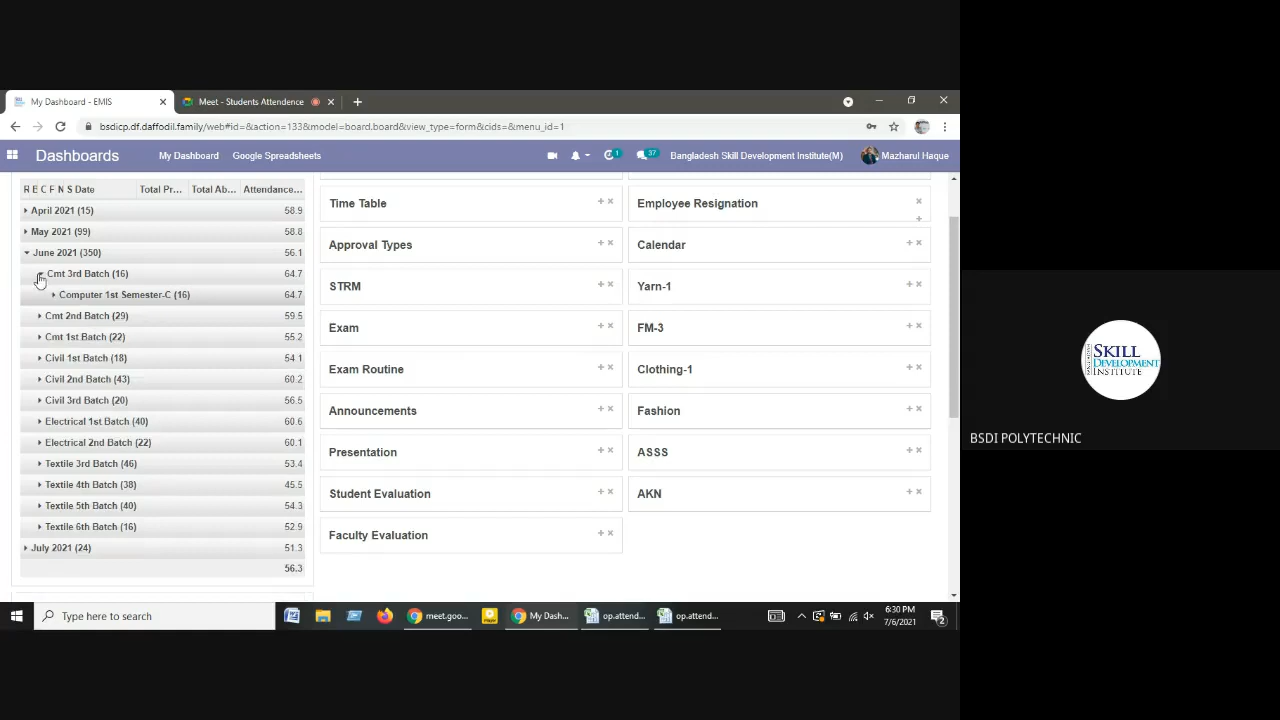 My Dashboard - EMIS
Meet - Students Attendence
bsdicp.df.daffodil.family/web#id=&action=133&model=board.board&view_type=form&cids=&menu_id=1
Dashboards My Dashboard Google Spreadsheets 1 37 Bangladesh Skill Development Institute(M) Mazharul Haque
R E C F N S Date Total Pr... Total Ab... Attendance...
April 2021 (15) 58.9
May 2021 (99) 58.8
June 2021 (350) 56.1
Cmt 3rd Batch (16) 64.7
Computer 1st Semester-C (16) 64.7
Cmt 2nd Batch (29) 59.5
Cmt 1st Batch (22) 55.2
Civil 1st Batch (18) 54.1
Civil 2nd Batch (43) 60.2
Civil 3rd Batch (20) 56.5
Electrical 1st Batch (40) 60.6
Electrical 2nd Batch (22) 60.1
Textile 3rd Batch (46) 53.4
Textile 4th Batch (38) 45.5
Textile 5th Batch (40) 54.3
Textile 6th Batch (16) 52.9
July 2021 (24) 51.3
56.3
Time Table
Approval Types
STRM
Exam
Exam Routine
Announcements
Presentation
Student Evaluation
Faculty Evaluation
Employee Resignation
Calendar
Yarn-1
FM-3
Clothing-1
Fashion
ASSS
AKN
SKILL
DEVELOPMENT
INSTITUTE
BSDI POLYTECHNIC
Type here to search
meet.goo...
My Dash...
op.attend...
op.attend...
6:30 PM
7/6/2021
2